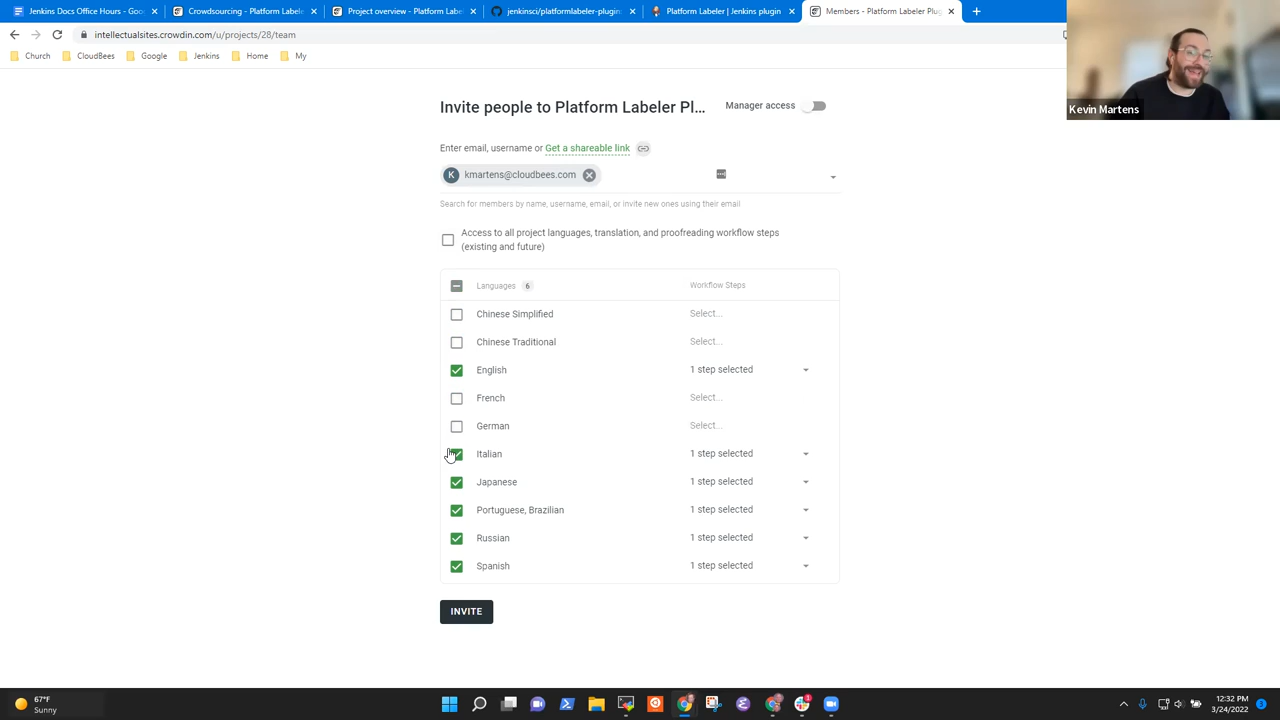 Jenkins Docs Office Hours - Goo
Crowdsourcing - Platform Labele
Project overview - Platform Labe
jenkinsci/platformlabeler-plugin:
Platform Labeler | Jenkins plugin
Members - Platform Labeler Plug
intellectualsites.crowdin.com/u/projects/28/team
Church
CloudBees
Google
Jenkins
Home
My
Kevin Martens
Invite people to Platform Labeler Pl...
Manager access
Enter email, username or Get a shareable link
K kmartens@cloudbees.com
Search for members by name, username, email, or invite new ones using their email
Access to all project languages, translation, and proofreading workflow steps
(existing and future)
Languages 6
Workflow Steps
Chinese Simplified
Select...
Chinese Traditional
Select...
English
1 step selected
French
Select...
German
Select...
Italian
1 step selected
Japanese
1 step selected
Portuguese, Brazilian
1 step selected
Russian
1 step selected
Spanish
1 step selected
INVITE
67°F
Sunny
12:32 PM
3/24/2022